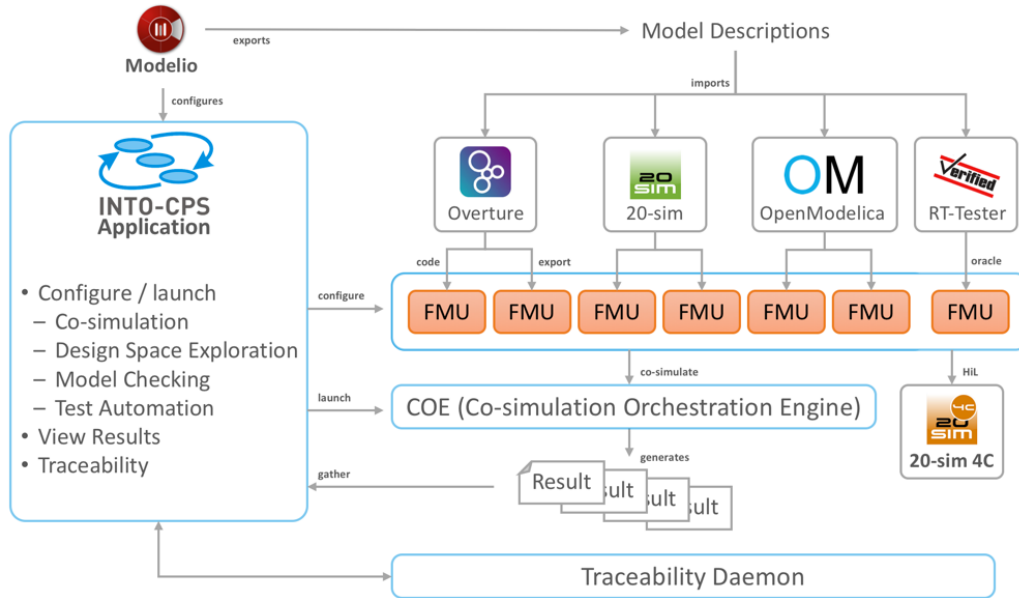 Modelio
exports
Model Descriptions
configures
imports
INTO-CPS
Application
• Configure / launch
– Co-simulation
– Design Space Exploration
– Model Checking
– Test Automation
• View Results
• Traceability
20
SIM
OM
Verified
Overture
20-sim
OpenModelica
RT-Tester
code
export
oracle
configure
FMU
FMU
FMU
FMU
FMU
FMU
FMU
co-simulate
HiL
launch
COE (Co-simulation Orchestration Engine)
4C
20
SIM
20-sim 4C
generates
gather
Result
sult
sult
sult
Traceability Daemon